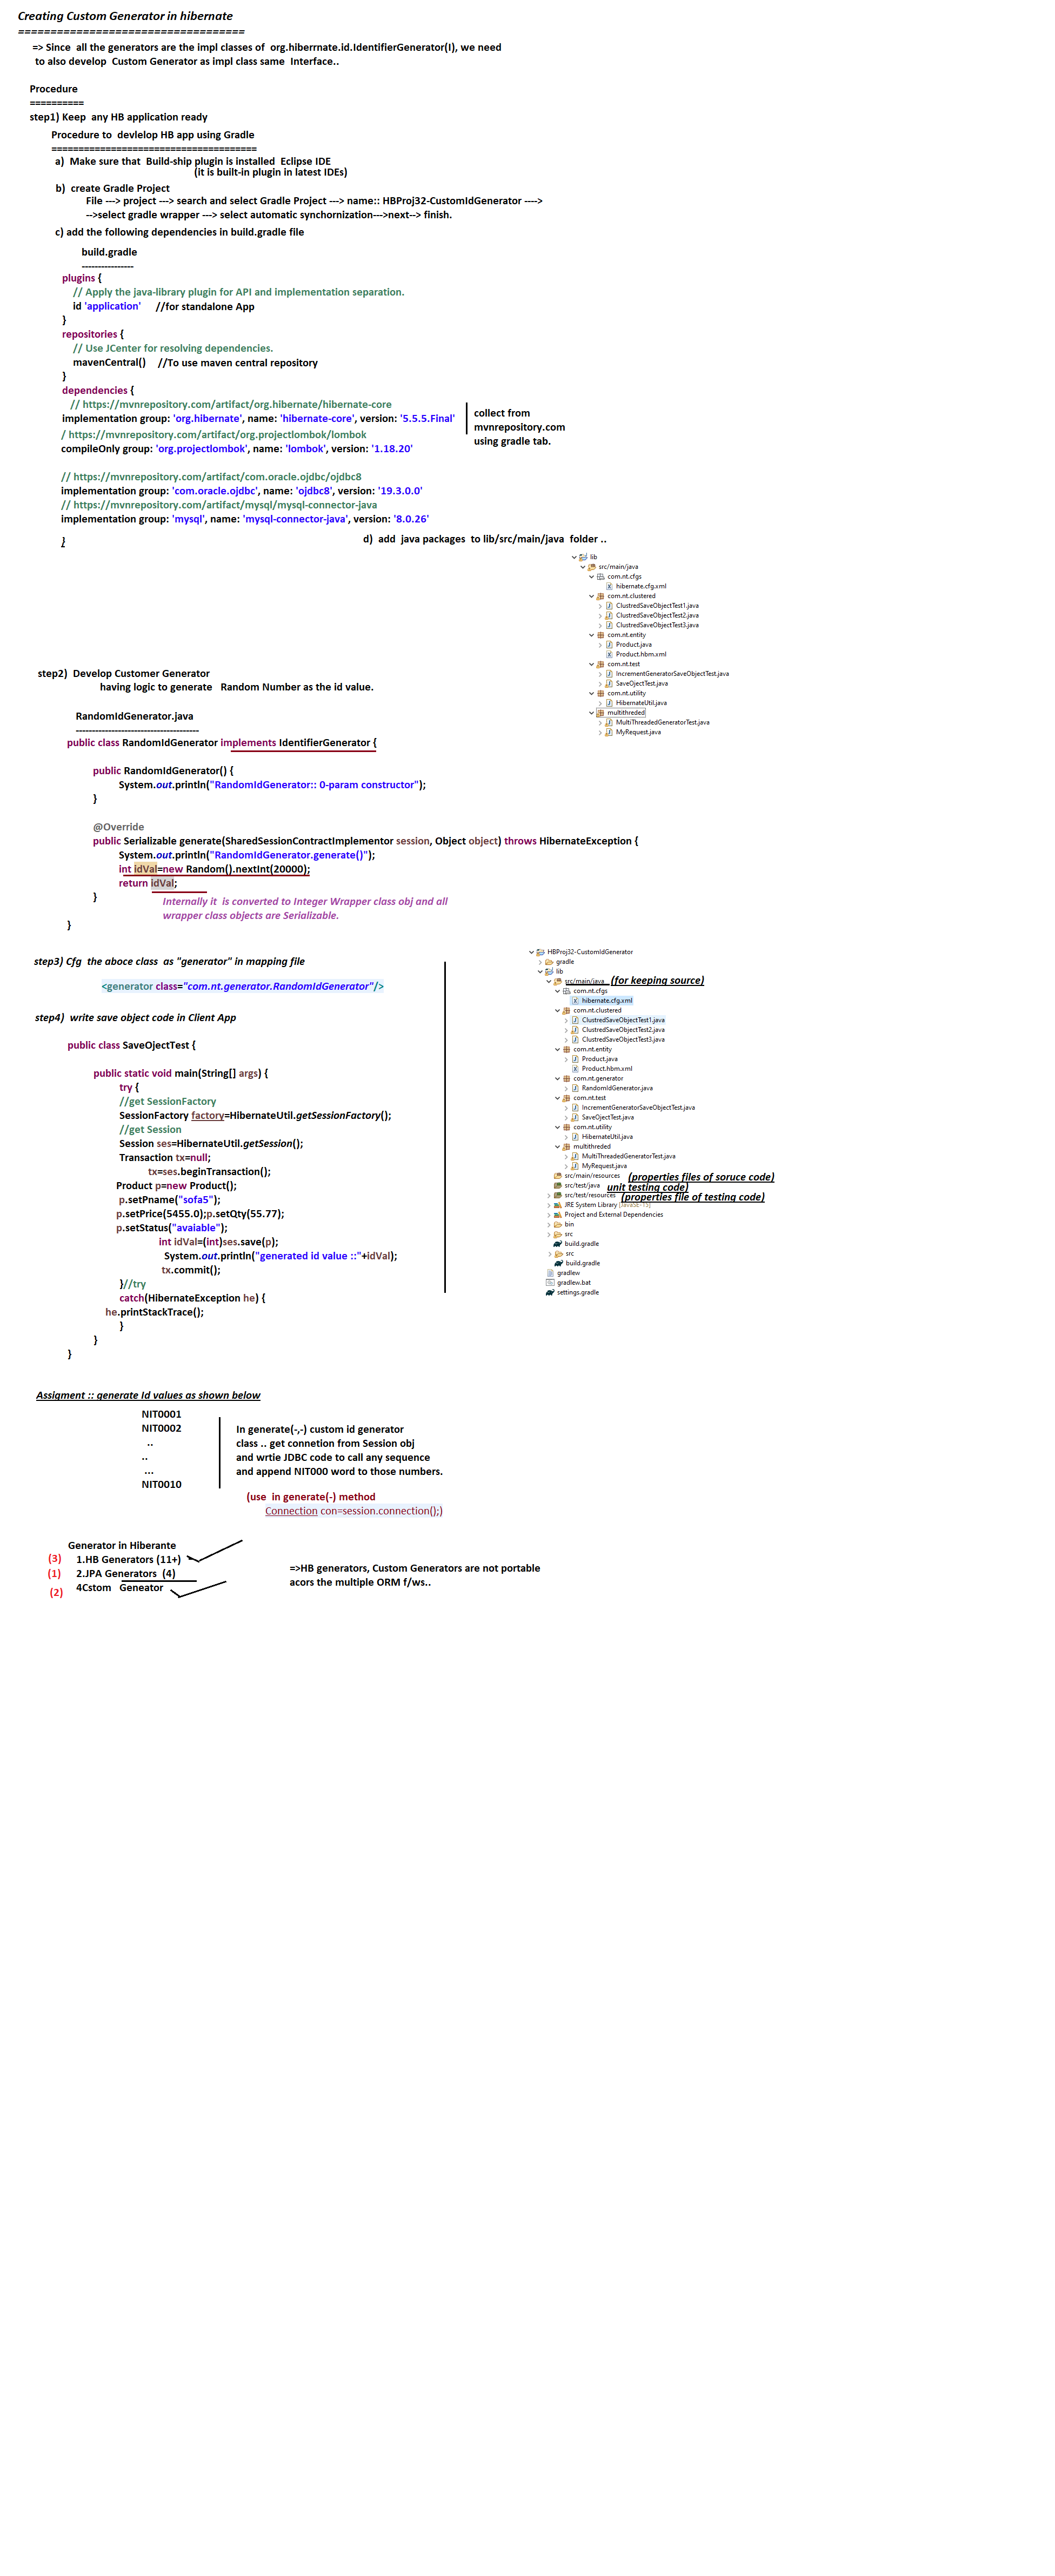 Creating Custom Generator in hibernate
===================================
=> Since  all the generators are the impl classes of  org.hiberrnate.id.IdentifierGenerator(I), we need
to also develop  Custom Generator as impl class same  Interface..
Procedure
==========
step1) Keep  any HB application ready
Procedure to  devlelop HB app using Gradle
======================================
a)  Make sure that  Build-ship plugin is installed  Eclipse IDE
(it is built-in plugin in latest IDEs)
b)  create Gradle Project
File ---> project ---> search and select Gradle Project ---> name:: HBProj32-CustomIdGenerator ---->
-->select gradle wrapper ---> select automatic synchornization--->next--> finish.
c) add the following dependencies in build.gradle file
build.gradle
----------------
plugins {
// Apply the java-library plugin for API and implementation separation.
id 'application'     //for standalone App
}
repositories {
// Use JCenter for resolving dependencies.
mavenCentral()    //To use maven central repository
}
dependencies {
// https://mvnrepository.com/artifact/org.hibernate/hibernate-core
implementation group: 'org.hibernate', name: 'hibernate-core', version: '5.5.5.Final'
/ https://mvnrepository.com/artifact/org.projectlombok/lombok
compileOnly group: 'org.projectlombok', name: 'lombok', version: '1.18.20'
collect from
mvnrepository.com
using gradle tab.
// https://mvnrepository.com/artifact/com.oracle.ojdbc/ojdbc8
implementation group: 'com.oracle.ojdbc', name: 'ojdbc8', version: '19.3.0.0'
// https://mvnrepository.com/artifact/mysql/mysql-connector-java
implementation group: 'mysql', name: 'mysql-connector-java', version: '8.0.26'
}
d)  add  java packages  to lib/src/main/java  folder ..
lib
src/main/java
com.nt.cfgs
hibernate.cfg.xml
com.nt.clustered
ClustredSaveObjectTest1.java
ClustredSaveObjectTest2.java
ClustredSaveObjectTest3.java
com.nt.entity
Product.java
Product.hbm.xml
com.nt.test
IncrementGeneratorSaveObjectTest.java
SaveOjectTest.java
com.nt.utility
HibernateUtil.java
multithreded
MultiThreadedGeneratorTest.java
MyRequest.java
step2)  Develop Customer Generator
having logic to generate   Random Number as the id value.
RandomIdGenerator.java
--------------------------------------
public class RandomIdGenerator implements IdentifierGenerator {
public RandomIdGenerator() {
System.out.println("RandomIdGenerator:: 0-param constructor");
}
@Override
public Serializable generate(SharedSessionContractImplementor session, Object object) throws HibernateException {
System.out.println("RandomIdGenerator.generate()");
int idVal=new Random().nextInt(20000);
return idVal;
}
Internally it  is converted to Integer Wrapper class obj and all
wrapper class objects are Serializable.
}
step3) Cfg  the aboce class  as "generator" in mapping file
<generator class="com.nt.generator.RandomIdGenerator"/>
step4)  write save object code in Client App
public class SaveOjectTest {
public static void main(String[] args) {
try {
//get SessionFactory
SessionFactory factory=HibernateUtil.getSessionFactory();
//get Session
Session ses=HibernateUtil.getSession();
Transaction tx=null;
tx=ses.beginTransaction();
Product p=new Product();
p.setPname("sofa5");
p.setPrice(5455.0);p.setQty(55.77);
p.setStatus("avaiable");
int idVal=(int)ses.save(p);
System.out.println("generated id value ::"+idVal);
tx.commit();
}//try
catch(HibernateException he) {
he.printStackTrace();
}
}
}
HBProj32-CustomIdGenerator
gradle
lib
src/main/java (for keeping source)
com.nt.cfgs
hibernate.cfg.xml
com.nt.clustered
ClustredSaveObjectTest1.java
ClustredSaveObjectTest2.java
ClustredSaveObjectTest3.java
com.nt.entity
Product.java
Product.hbm.xml
com.nt.generator
RandomIdGenerator.java
com.nt.test
IncrementGeneratorSaveObjectTest.java
SaveOjectTest.java
com.nt.utility
HibernateUtil.java
multithreded
MultiThreadedGeneratorTest.java
MyRequest.java
src/main/resources (properties files of soruce code)
src/test/java unit testing code)
src/test/resources (properties file of testing code)
JRE System Library [JavaSE-15]
Project and External Dependencies
bin
src
build.gradle
src
build.gradle
gradlew
gradlew.bat
settings.gradle
Assigment :: generate Id values as shown below
NIT0001
NIT0002
..
..
...
NIT0010
In generate(-,-) custom id generator
class .. get connetion from Session obj
and wrtie JDBC code to call any sequence
and append NIT000 word to those numbers.
(use  in generate(-) method
Connection con=session.connection();)
Generator in Hiberante
(3) 1.HB Generators (11+)
(1) 2.JPA Generators  (4)
(2) 4Cstom   Geneator
=>HB generators, Custom Generators are not portable
acors the multiple ORM f/ws..